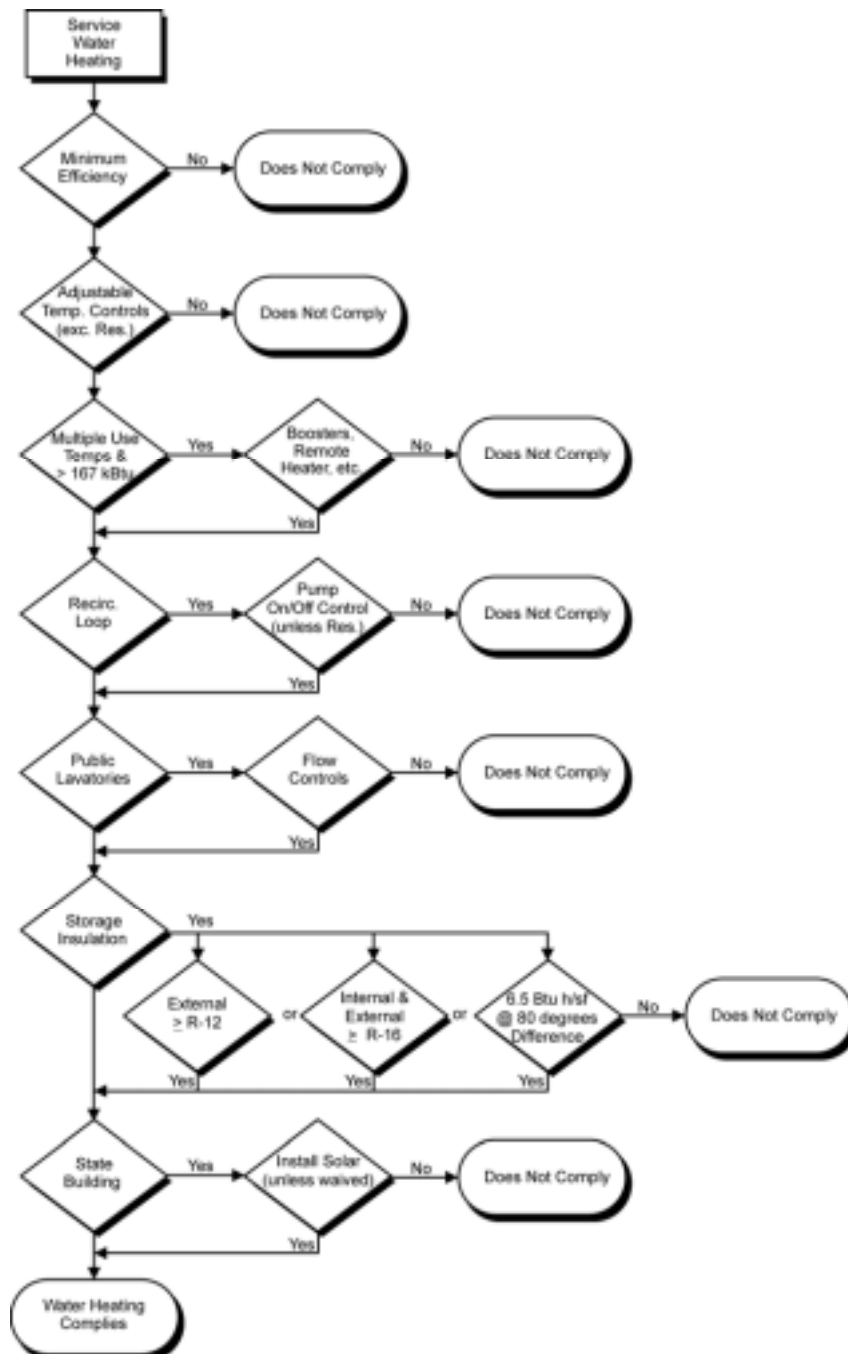 Service
Water
Heating
Minimum
Efficiency
No
Does Not Comply
Adjustable
Temp. Controls
(exc. Res.)
No
Does Not Comply
Multiple Use
Temps &
> 167 kBtu
Yes
Boosters,
Remote
Heater, etc.
No
Does Not Comply
Yes
Recirc.
Loop
Yes
Pump
On/Off Control
(unless Res.)
No
Does Not Comply
Yes
Public
Lavatories
Yes
Flow
Controls
No
Does Not Comply
Yes
Storage
Insulation
Yes
External
≥ R-12
or
Internal &
External
≥ R-16
or
6.5 Btu h/sf
@ 80 degrees
Difference
No
Does Not Comply
Yes
Yes
Yes
State
Building
Yes
Install Solar
(unless waived)
No
Does Not Comply
Yes
Water Heating
Complies